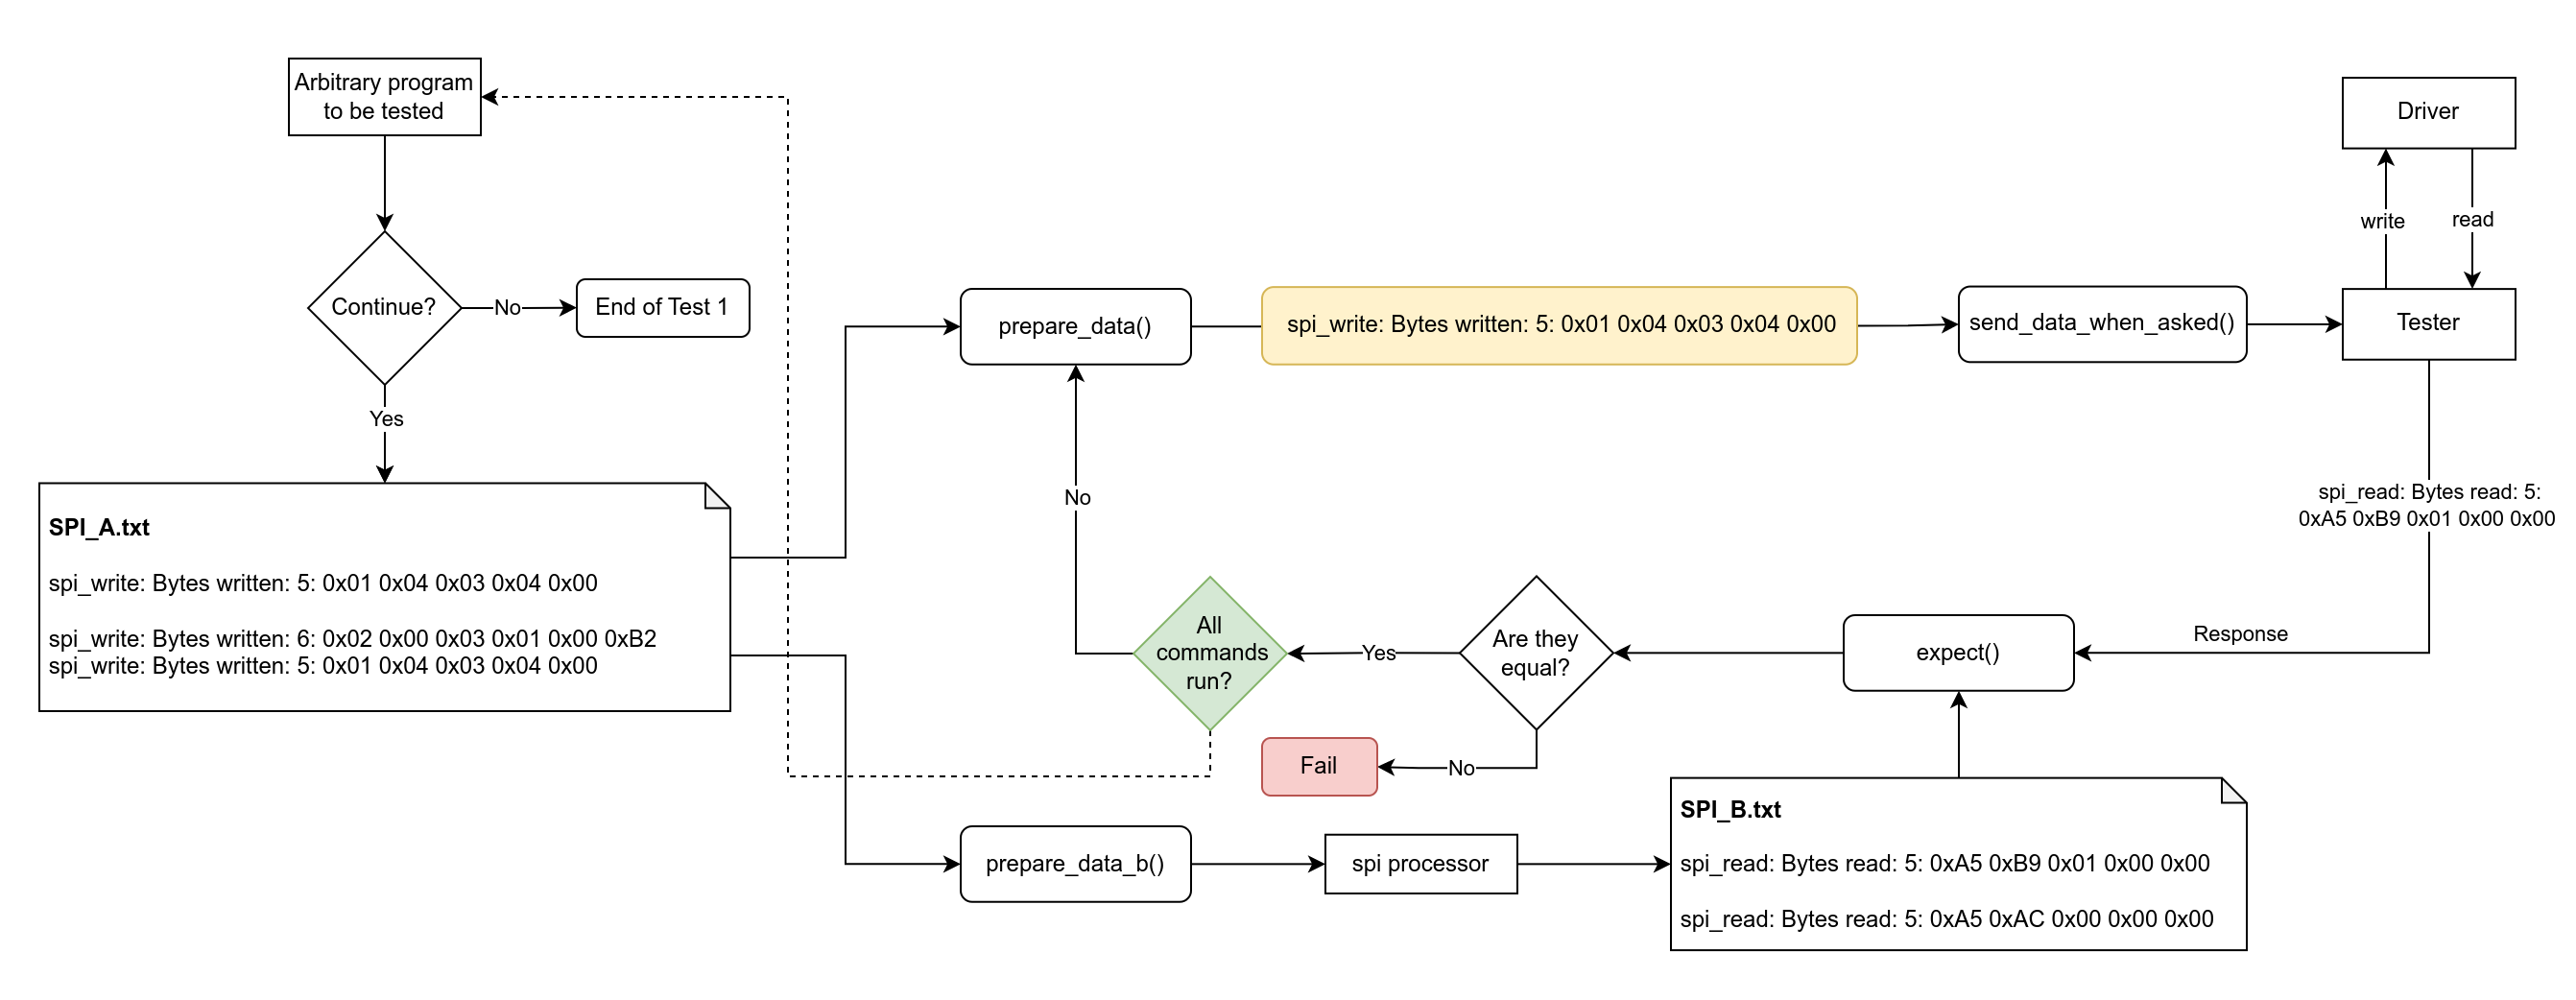 Arbitrary program
to be tested
Driver
write
read
Continue?
No
End of Test 1
prepare_data()
spi_write: Bytes written: 5: 0x01 0x04 0x03 0x04 0x00
send_data_when_asked()
Tester
Yes
No
spi_read: Bytes read: 5:
0xA5 0xB9 0x01 0x00 0x00
SPI_A.txt
spi_write: Bytes written: 5: 0x01 0x04 0x03 0x04 0x00
spi_write: Bytes written: 6: 0x02 0x00 0x03 0x01 0x00 0xB2
spi_write: Bytes written: 5: 0x01 0x04 0x03 0x04 0x00
All
commands
run?
Yes
Are they
equal?
expect()
Response
Fail
No
prepare_data_b()
spi processor
SPI_B.txt
spi_read: Bytes read: 5: 0xA5 0xB9 0x01 0x00 0x00
spi_read: Bytes read: 5: 0xA5 0xAC 0x00 0x00 0x00